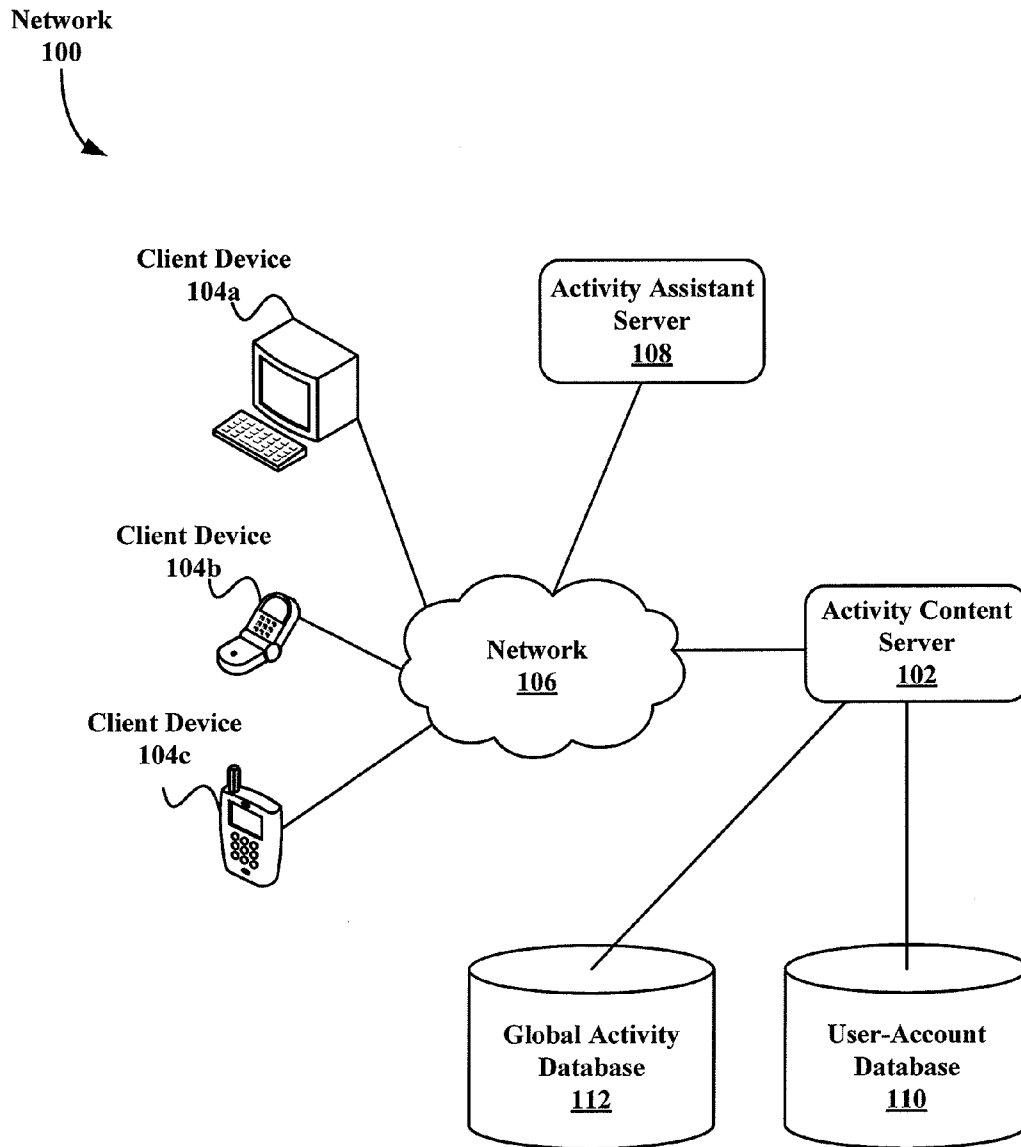 Network
100
Client Device
104a
Activity Assistant
Server
108
Client Device
104b
Network
106
Activity Content
Server
102
Client Device
104c
Global Activity
Database
112
User-Account
Database
110